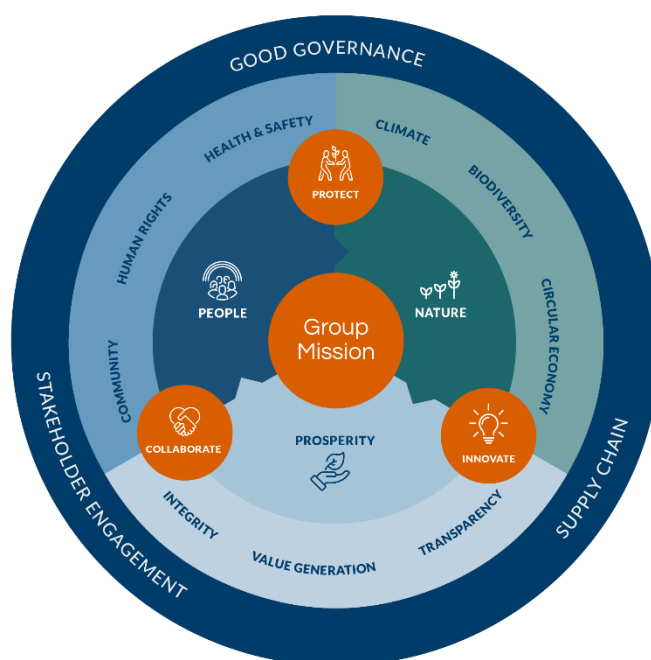 GOOD GOVERNANCE
HEALTH & SAFETY
CLIMATE
PROTECT
BIODIVERSITY
HUMAN RIGHTS
PEOPLE
NATURE
CIRCULAR ECONOMY
Group
Mission
COMMUNITY
COLLABORATE
PROSPERITY
INNOVATE
INTEGRITY
VALUE GENERATION
TRANSPARENCY
STAKEHOLDER ENGAGEMENT
SUPPLY CHAIN